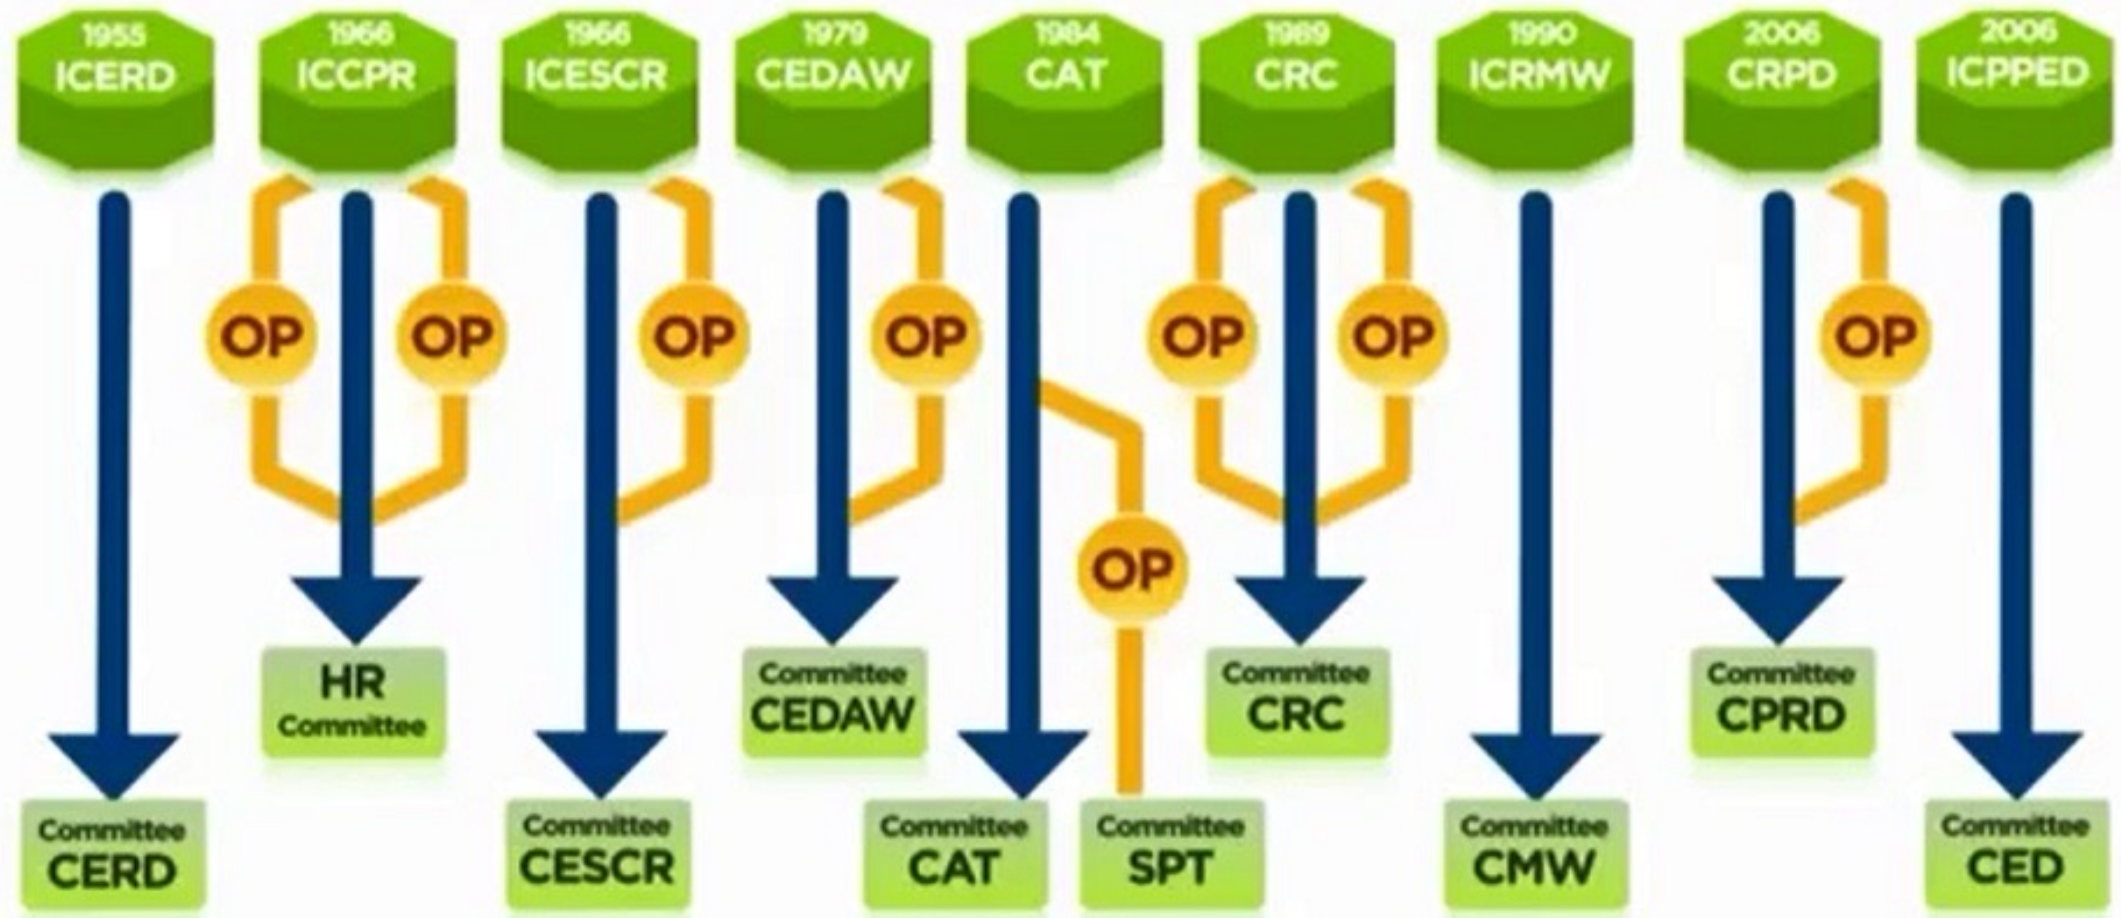 1955
ICERD
1966
ICCPR
1966
ICESCR
1979
CEDAW
1984
CAT
1989
CRC
1990
ICRMW
2006
CRPD
2006
ICPPED
OP
OP
OP
OP
OP
OP
OP
OP
HR
Committee
Committee
CEDAW
Committee
CRC
Committee
CPRD
Committee
CERD
Committee
CESCR
Committee
CAT
Committee
SPT
Committee
CMW
Committee
CED